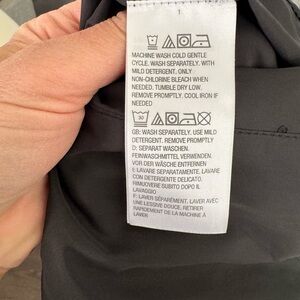 1
MACHINE WASH COLD GENTLE
CYCLE. WASH SEPARATELY. WITH
MILD DETERGENT. ONLY
NON-CHLORINE BLEACH WHEN
NEEDED. TUMBLE DRY LOW.
REMOVE PROMPTLY. COOL IRON IF
NEEDED
30
GB: WASH SEPARATELY. USE MILD
DETERGENT. REMOVE PROMPTLY
D: SEPARAT WASCHEN.
FEINWASCHMITTEL VERWENDEN.
VOR DER WÄSCHE ENTFERNEN
I: LAVARE SEPARATAMENTE. LAVARE
CON DETERGENTE DELICATO.
RIMUOVERE SUBITO DOPO IL
LAVAGGIO
F: LAVER SÉPARÉMENT. LAVER AVEC
UNE LESSIVE DOUCE. RETIRER
RAPIDEMENT DE LA MACHINE À
LAVER